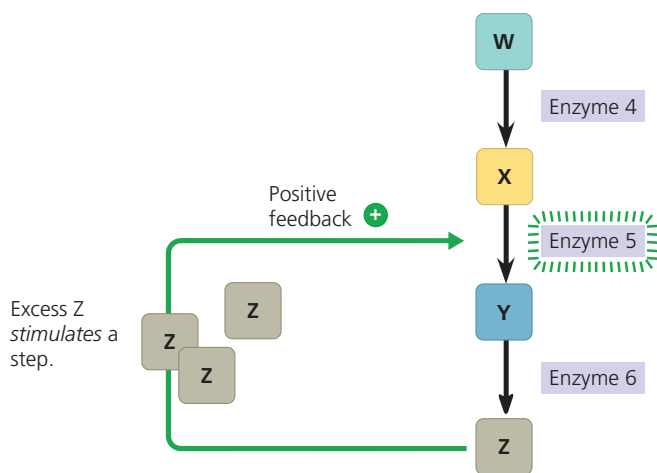 W
Enzyme 4
X
Positive
feedback +
Enzyme 5
Z
Excess Z
stimulates a
step.
Z
Z
Y
Enzyme 6
Z